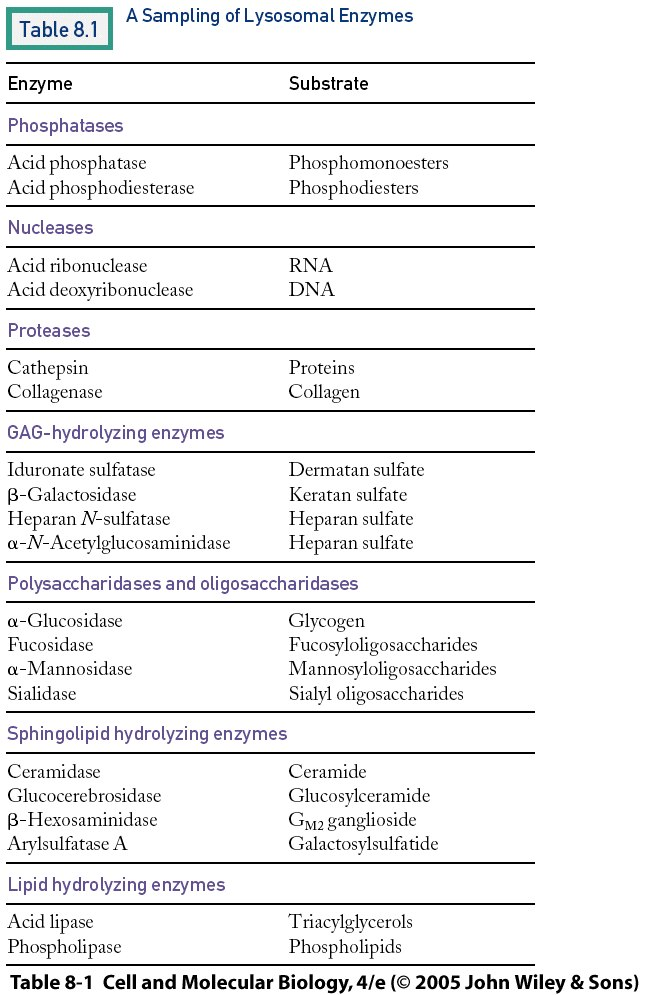 Table 8.1 A Sampling of Lysosomal Enzymes
Enzyme Substrate
Phosphatases
Acid phosphatase Phosphomonoesters
Acid phosphodiesterase Phosphodiesters
Nucleases
Acid ribonuclease RNA
Acid deoxyribonuclease DNA
Proteases
Cathepsin Proteins
Collagenase Collagen
GAG-hydrolyzing enzymes
Iduronate sulfatase Dermatan sulfate
β-Galactosidase Keratan sulfate
Heparan N-sulfatase Heparan sulfate
α-N-Acetylglucosaminidase Heparan sulfate
Polysaccharidases and oligosaccharidases
α-Glucosidase Glycogen
Fucosidase Fucosyloligosaccharides
α-Mannosidase Mannosyloligosaccharides
Sialidase Sialyl oligosaccharides
Sphingolipid hydrolyzing enzymes
Ceramidase Ceramide
Glucocerebrosidase Glucosylceramide
β-Hexosaminidase GM2 ganglioside
Arylsulfatase A Galactosylsulfatide
Lipid hydrolyzing enzymes
Acid lipase Triacylglycerols
Phospholipase Phospholipids
Table 8-1 Cell and Molecular Biology, 4/e (© 2005 John Wiley & Sons)